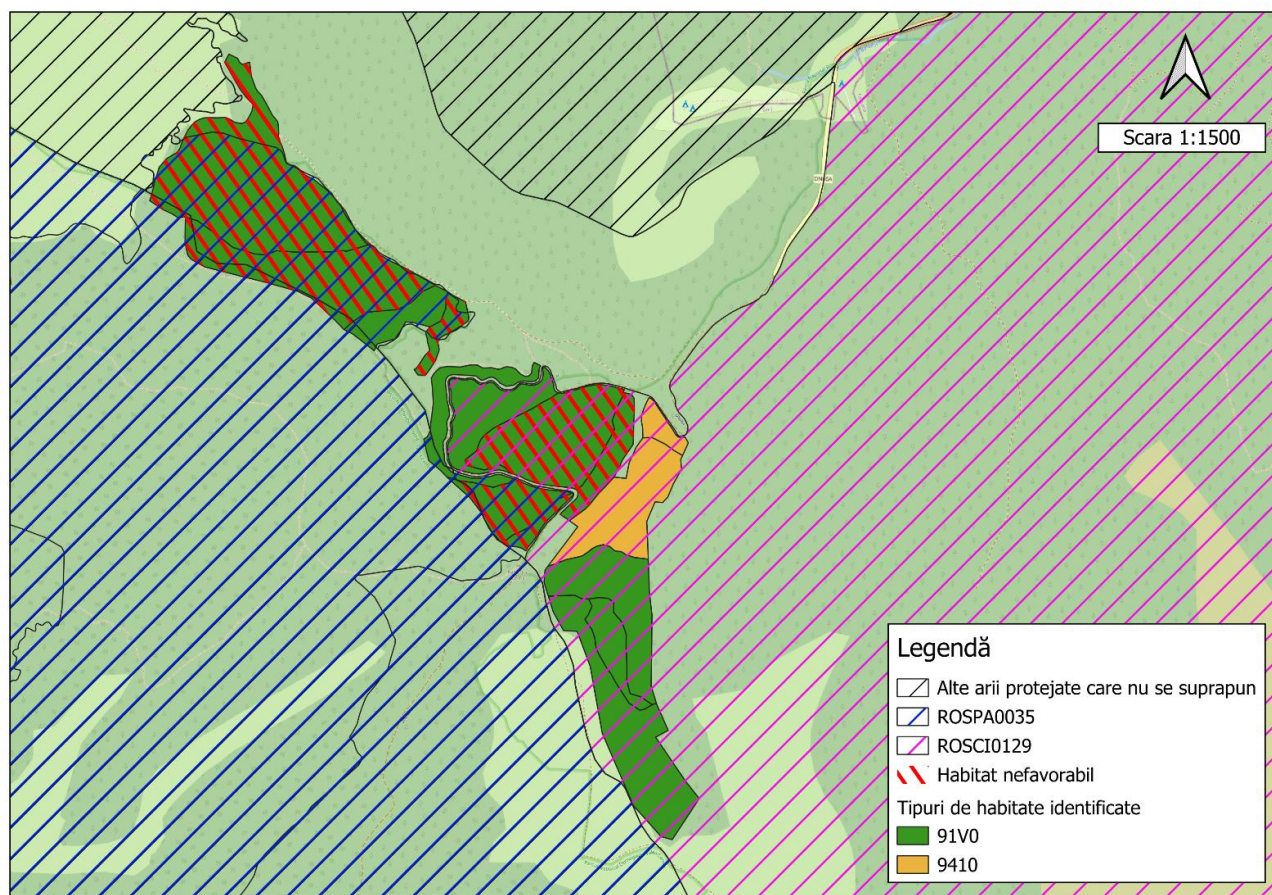 Scara 1:1500
Legendă
Alte arii protejate care nu se suprapun
ROSPA0035
ROSCI0129
Habitat nefavorabil
Tipuri de habitate identificate
91V0
9410